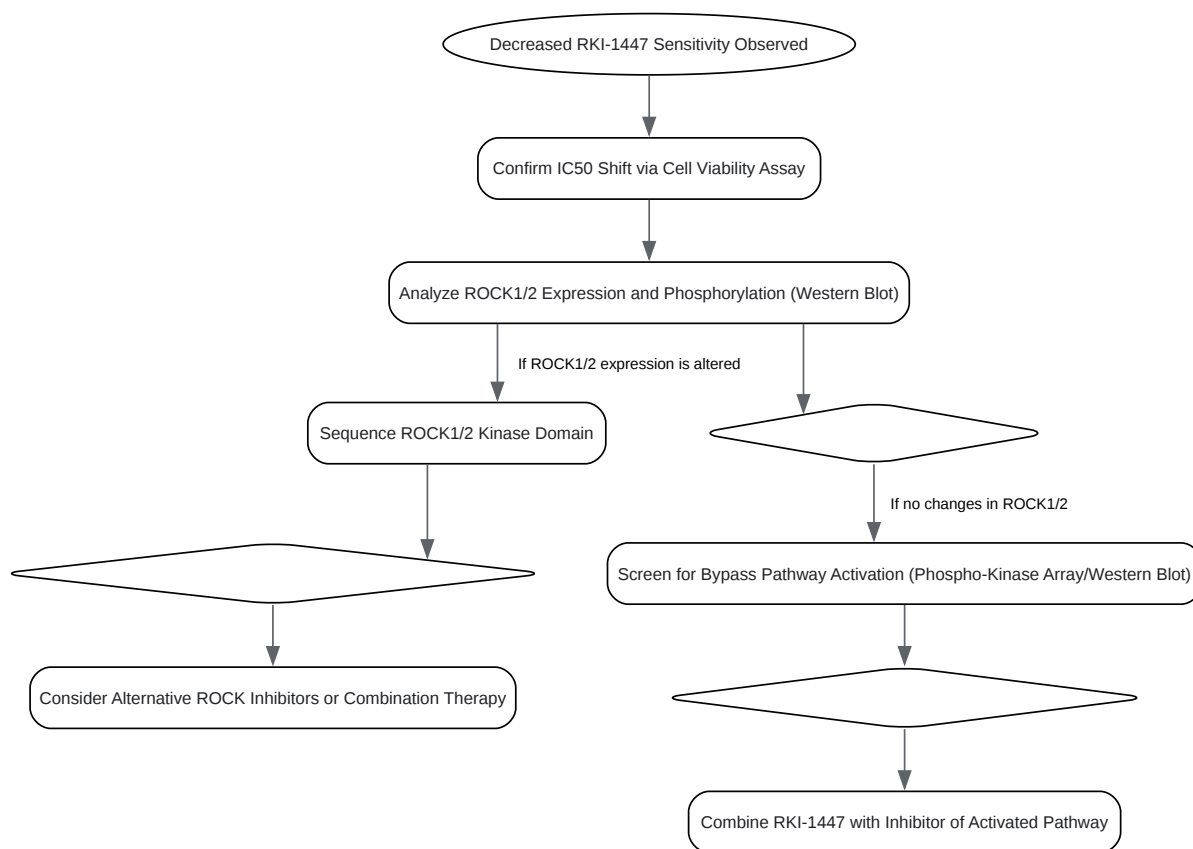 Decreased RKI-1447 Sensitivity Observed
Confirm IC50 Shift via Cell Viability Assay
Analyze ROCK1/2 Expression and Phosphorylation (Western Blot)
If ROCK1/2 expression is altered
Sequence ROCK1/2 Kinase Domain
If no changes in ROCK1/2
Screen for Bypass Pathway Activation (Phospho-Kinase Array/Western Blot)
Consider Alternative ROCK Inhibitors or Combination Therapy
Combine RKI-1447 with Inhibitor of Activated Pathway